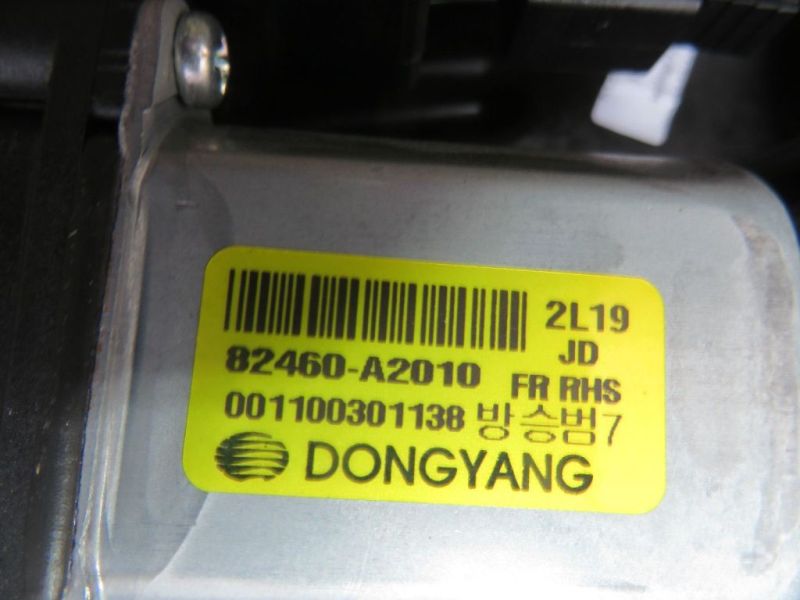 2L19
JD
82460-A2010 FR RHS
001100301138 방승범7
DONGYANG